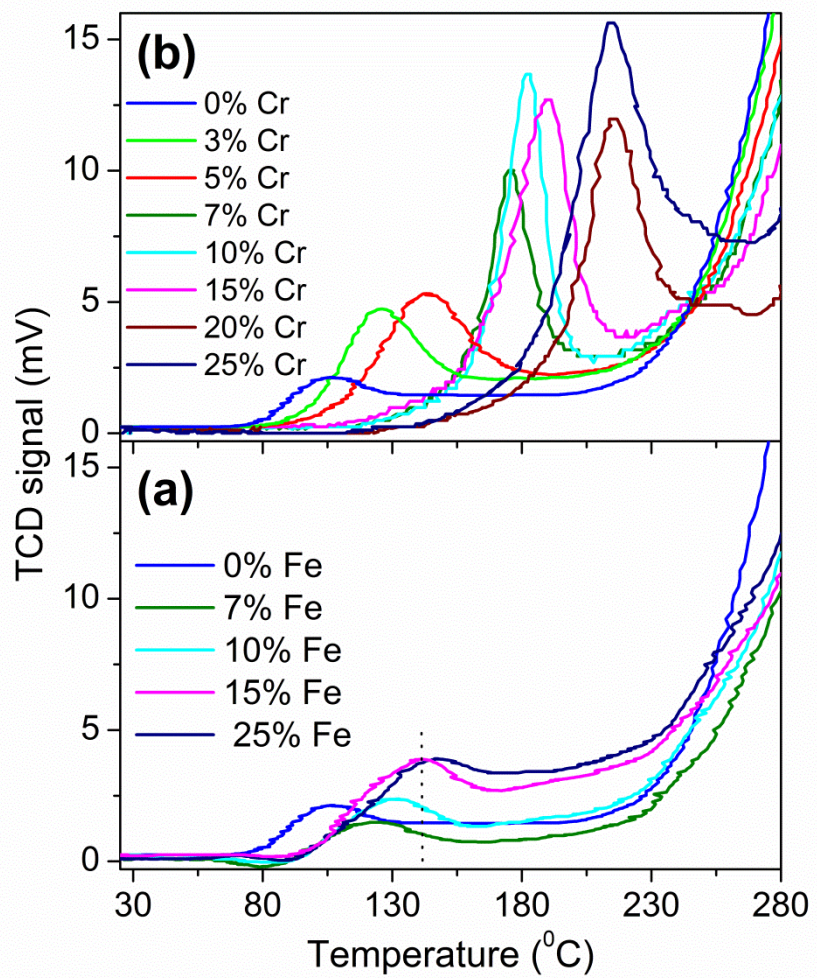 (b)
0% Cr
3% Cr
5% Cr
7% Cr
10% Cr
15% Cr
20% Cr
25% Cr
15
10
5
0
TCD signal (mV)
(a)
0% Fe
7% Fe
10% Fe
15% Fe
25% Fe
15
10
5
0
30 80 130 180 230 280
Temperature (⁰C)